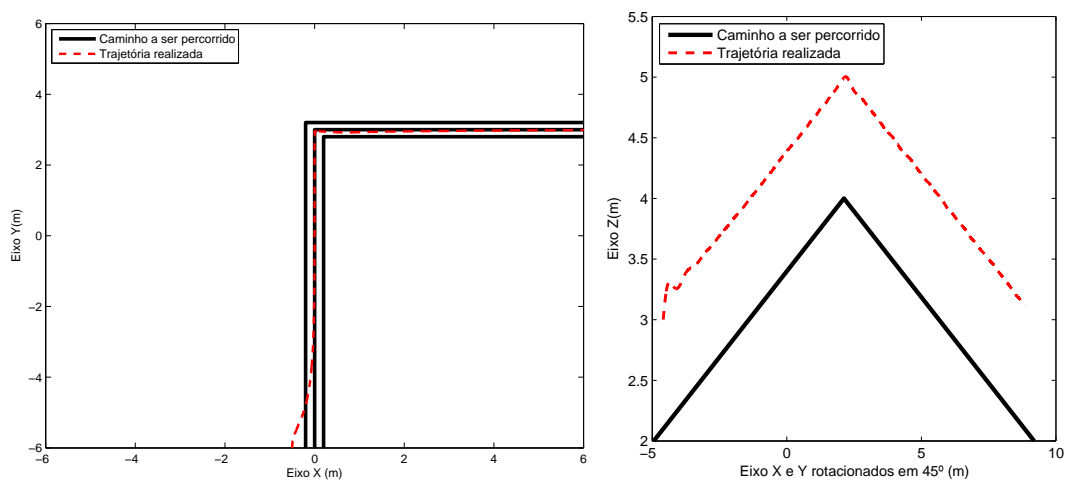 6
4
2
0
−2
−4
−6
−6 −4 −2 0 2 4 6
Eixo Y(m)
Eixo X (m)
Caminho a ser percorrido
Trajetória realizada
5.5
5
4.5
4
3.5
3
2.5
2
−5 0 5 10
Eixo Z(m)
Eixo X e Y rotacionados em 45º (m)
Caminho a ser percorrido
Trajetória realizada